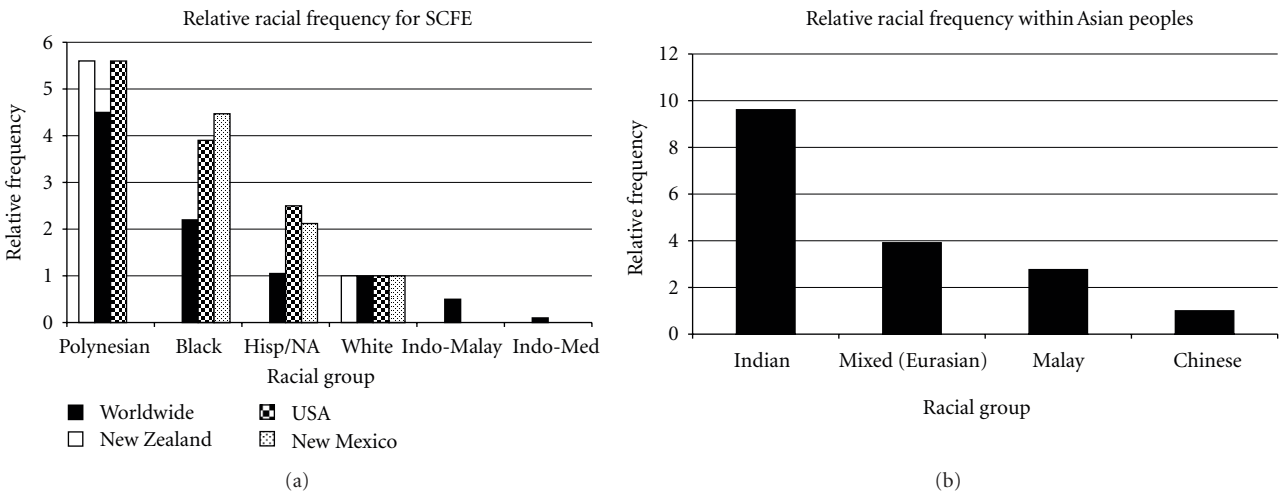 Relative racial frequency for SCFE
6
5
4
3
2
1
0
Relative frequency
Polynesian Black Hisp/NA White Indo-Malay Indo-Med
Racial group
Worldwide
New Zealand
USA
New Mexico
(a)
Relative racial frequency within Asian peoples
12
10
8
6
4
2
0
Relative frequency
Indian Mixed (Eurasian) Malay Chinese
Racial group
(b)